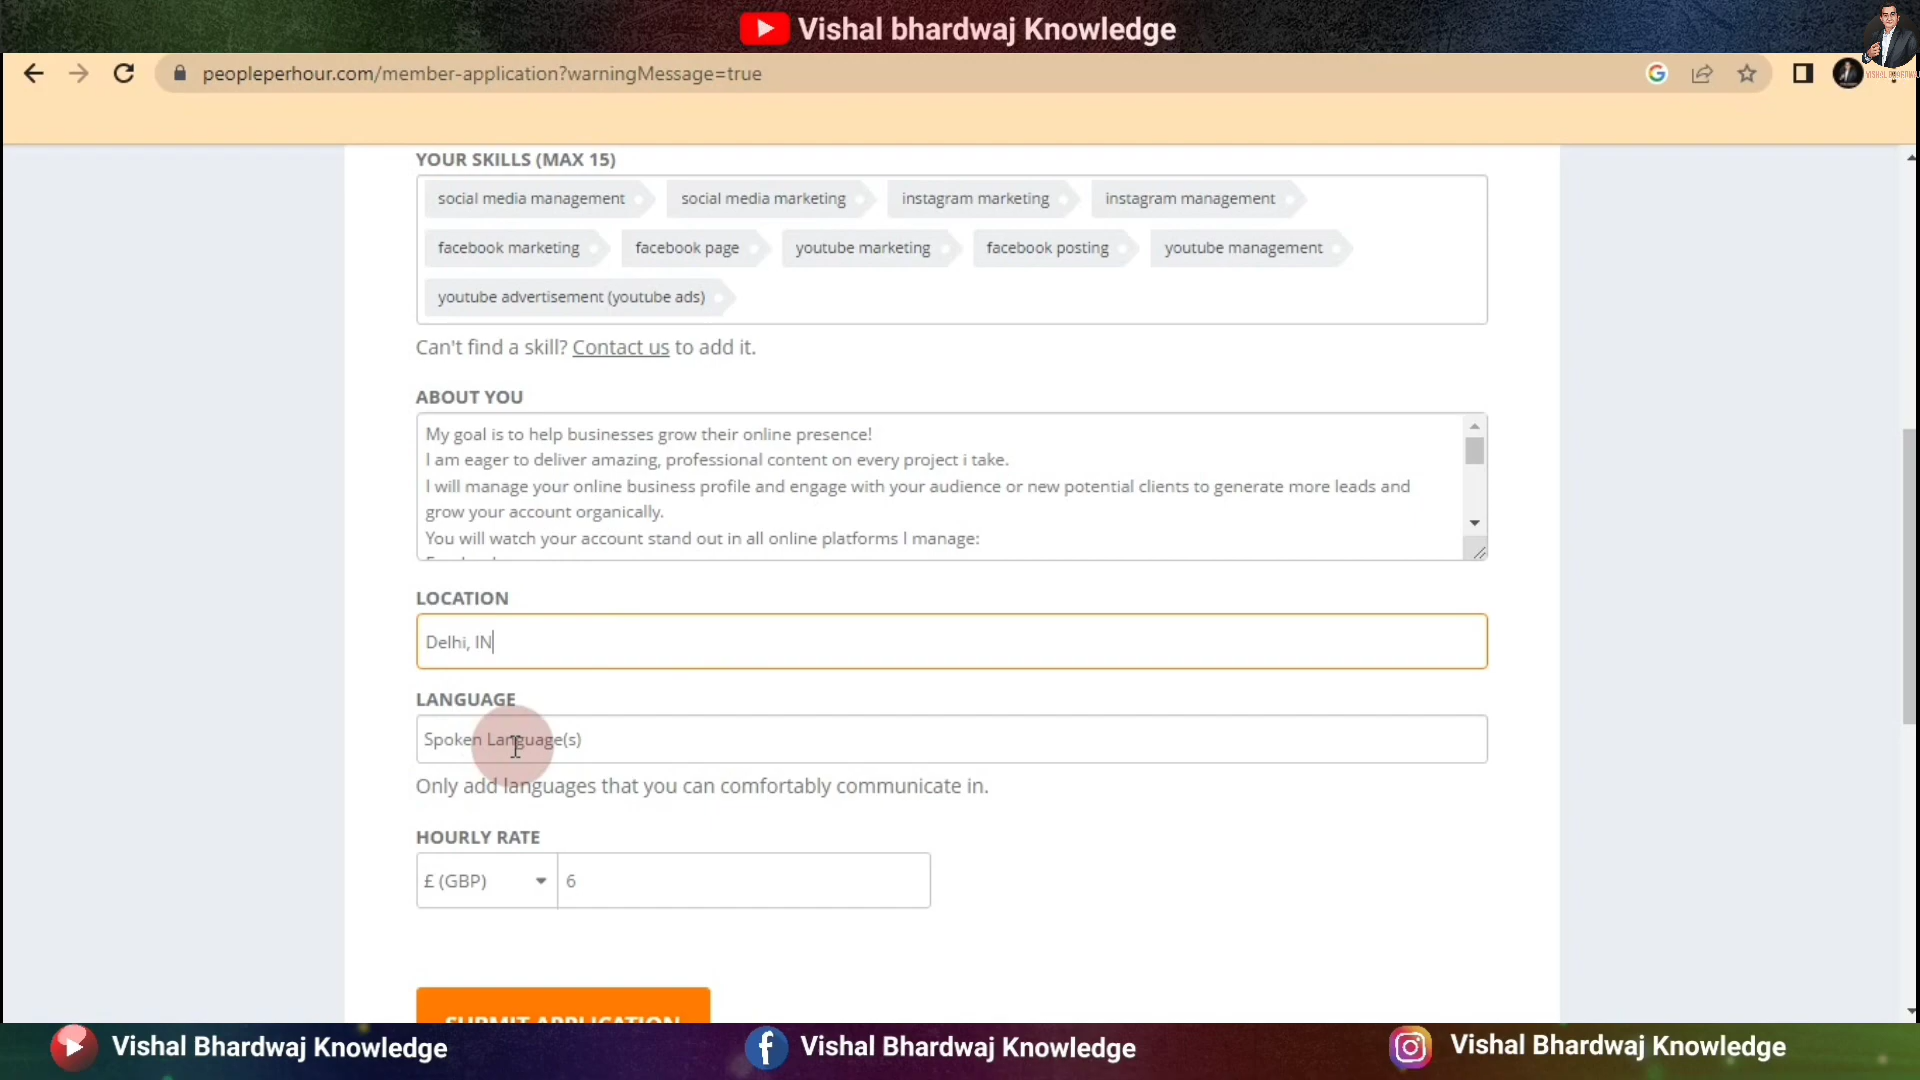 Vishal bhardwaj Knowledge
peopleperhour.com/member-application?warningMessage=true
YOUR SKILLS (MAX 15)
social media management social media marketing instagram marketing instagram management
facebook marketing facebook page youtube marketing facebook posting youtube management
youtube advertisement (youtube ads)
Can't find a skill? Contact us to add it.
ABOUT YOU
My goal is to help businesses grow their online presence!
I am eager to deliver amazing, professional content on every project i take.
I will manage your online business profile and engage with your audience or new potential clients to generate more leads and
grow your account organically.
You will watch your account stand out in all online platforms I manage:
LOCATION
Delhi, IN
LANGUAGE
Spoken Language(s)
Only add languages that you can comfortably communicate in.
HOURLY RATE
£ (GBP) 6
SUBMIT APPLICATION
Vishal Bhardwaj Knowledge Vishal Bhardwaj Knowledge Vishal Bhardwaj Knowledge